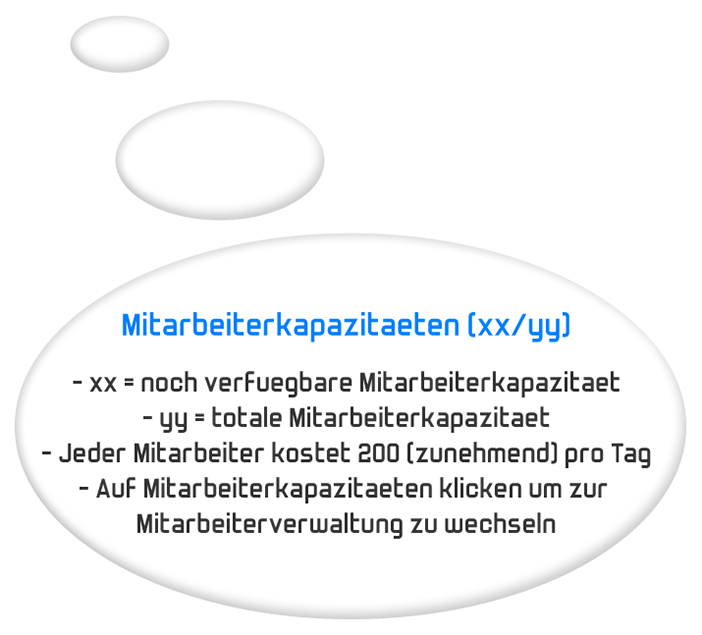 Mitarbeiterkapazitaeten (xx/yy)
- xx = noch verfuegbare Mitarbeiterkapazitaet
- yy = totale Mitarbeiterkapazitaet
- Jeder Mitarbeiter kostet 200 (zunehmend) pro Tag
- Auf Mitarbeiterkapazitaeten klicken um zur
Mitarbeiterverwaltung zu wechseln